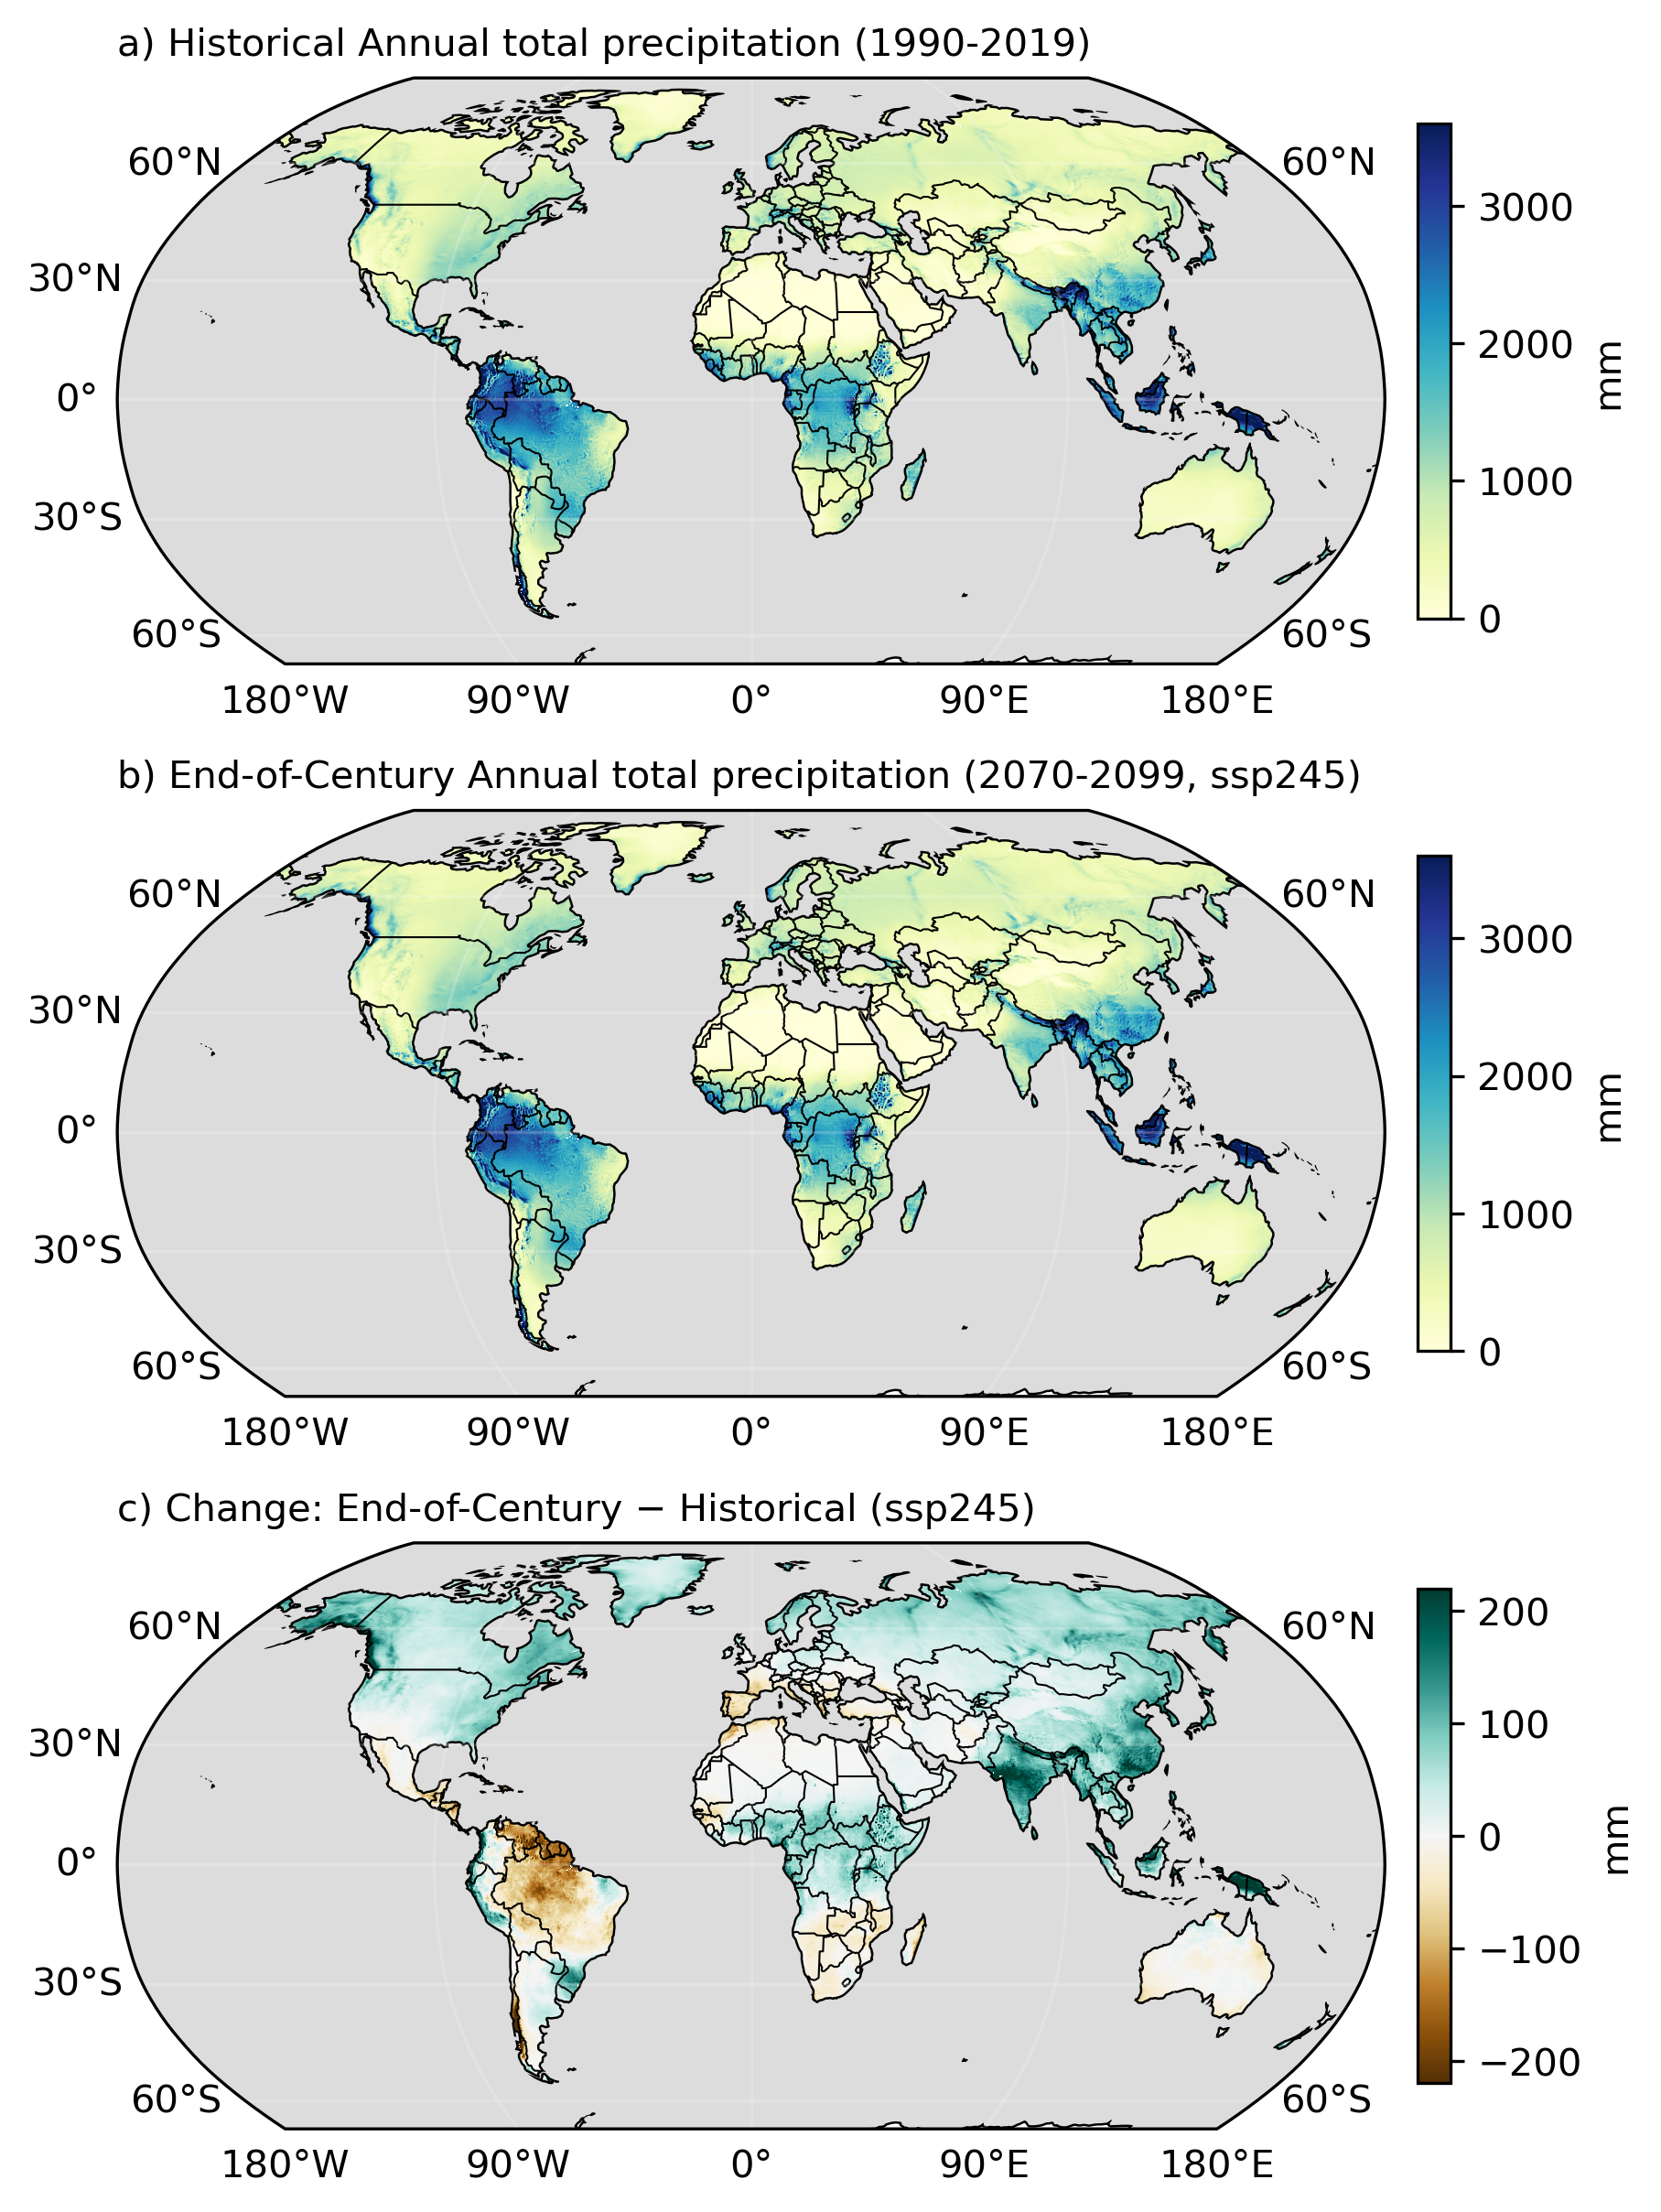 a) Historical Annual total precipitation (1990-2019)
60°N
60°N
30°N
0°
30°S
60°S
60°S
180°W
90°W
0°
90°E
180°E
3000
2000
1000
0
mm
b) End-of-Century Annual total precipitation (2070-2099, ssp245)
60°N
60°N
30°N
0°
30°S
60°S
60°S
180°W
90°W
0°
90°E
180°E
3000
2000
1000
0
mm
c) Change: End-of-Century − Historical (ssp245)
60°N
60°N
30°N
0°
30°S
60°S
60°S
180°W
90°W
0°
90°E
180°E
200
100
0
−100
−200
mm